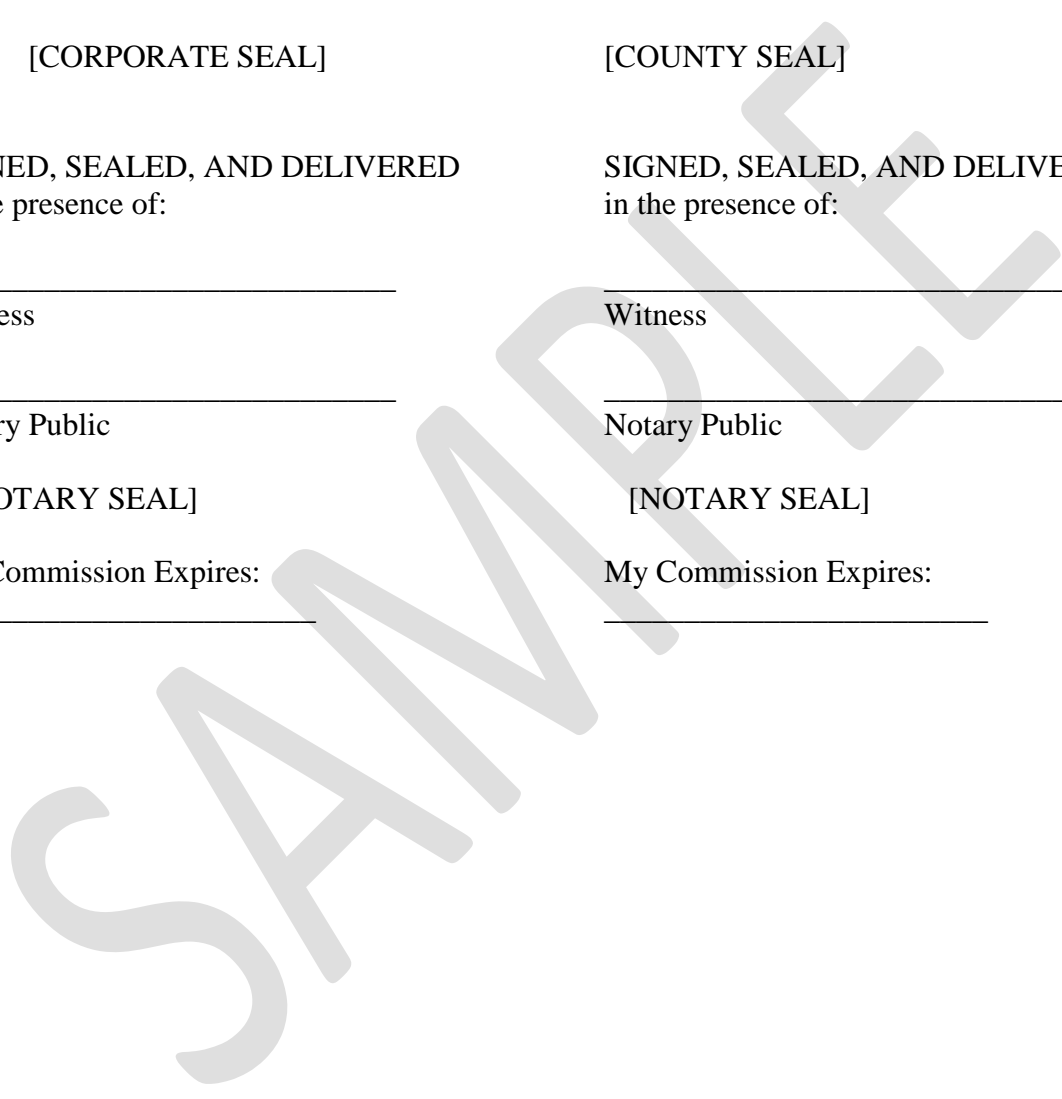 [CORPORATE SEAL] [COUNTY SEAL]
NED, SEALED, AND DELIVERED SIGNED, SEALED, AND DELIVE
e presence of: in the presence of:
ess Witness
ry Public Notary Public
OTARY SEAL] [NOTARY SEAL]
Commission Expires: My Commission Expires:
SAMPLE